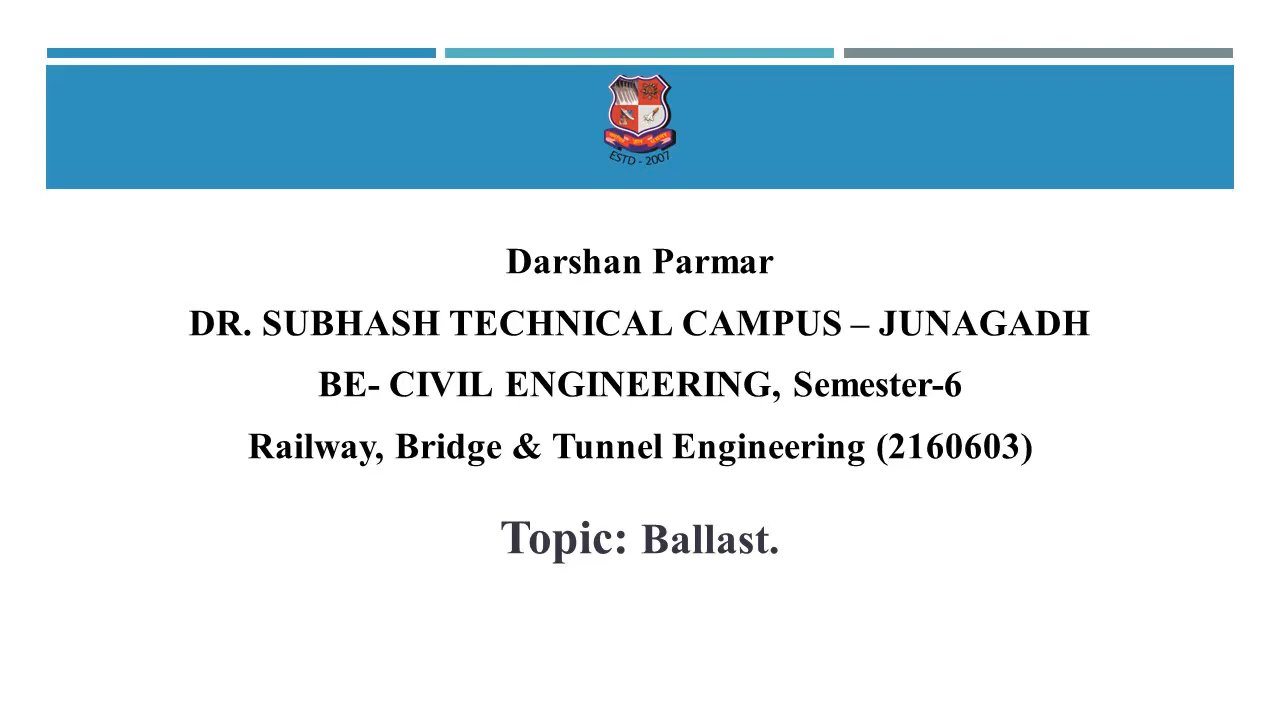 ESTD - 2007
Darshan Parmar
DR. SUBHASH TECHNICAL CAMPUS – JUNAGADH
BE- CIVIL ENGINEERING, Semester-6
Railway, Bridge & Tunnel Engineering (2160603)
Topic: Ballast.